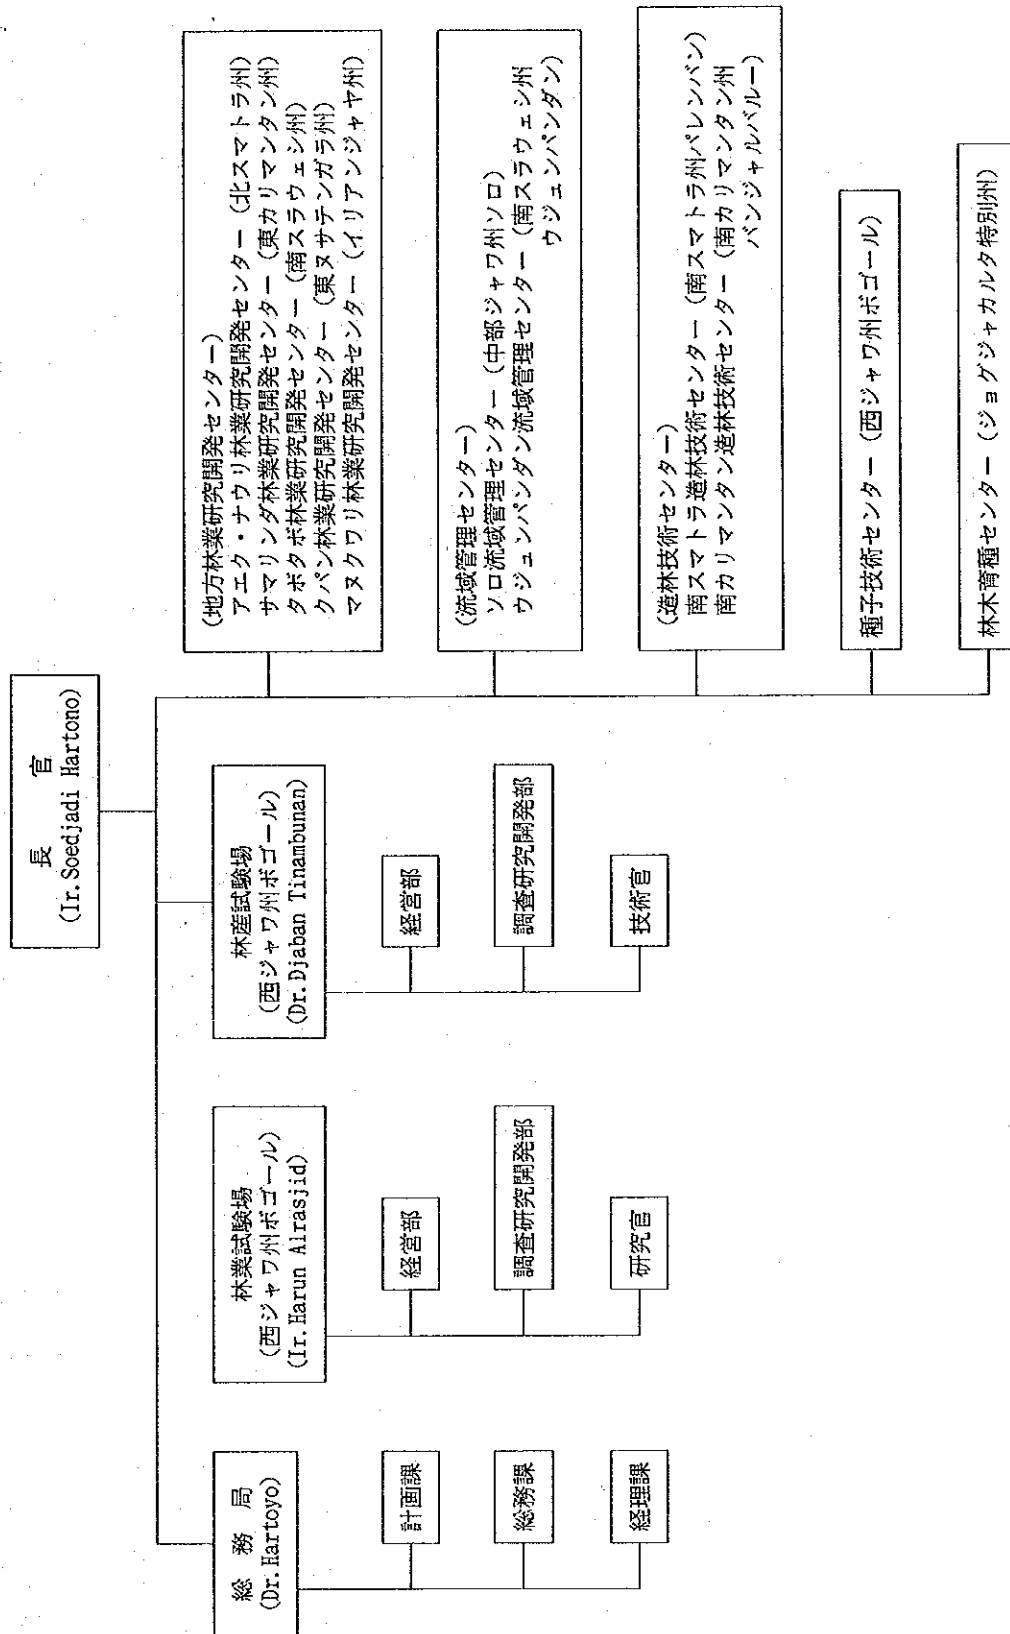 長官
(Ir.Soedjadi Hartono)
総務局
(Dr.Hartoyo)
計画課
総務課
経理課
林業試験場
(西ジャワ州ボゴール)
(Ir.Harun Alrasjid)
経営部
調査研究開発部
研究官
林産試験場
(西ジャワ州ボゴール)
(Dr.Djaban Tinambunan)
経営部
調査研究開発部
技術官
(地方林業研究開発センター)
アエク・ナウリ林業研究開発センター (北スマトラ州)
サマリンダ林業研究開発センター (東カリマンタン州)
タボタボ林業研究開発センター (南スラウェシ州)
クパン林業研究開発センター (東ヌサテンガラ州)
マヌクワリ林業研究開発センター (イリアンジャヤ州)
(流域管理センター)
ソロ流域管理センター (中部ジャワ州ソロ)
ウジュンパンダン流域管理センター (南スラウェシ州
ウジュンパンダン)
(造林技術センター)
南スマトラ造林技術センター (南スマトラ州パレンバン)
南カリマンタン造林技術センター (南カリマンタン州
バンジャルバルー)
種子技術センター (西ジャワ州ボゴール)
林木育種センター (ジョグジャカルタ特別州)